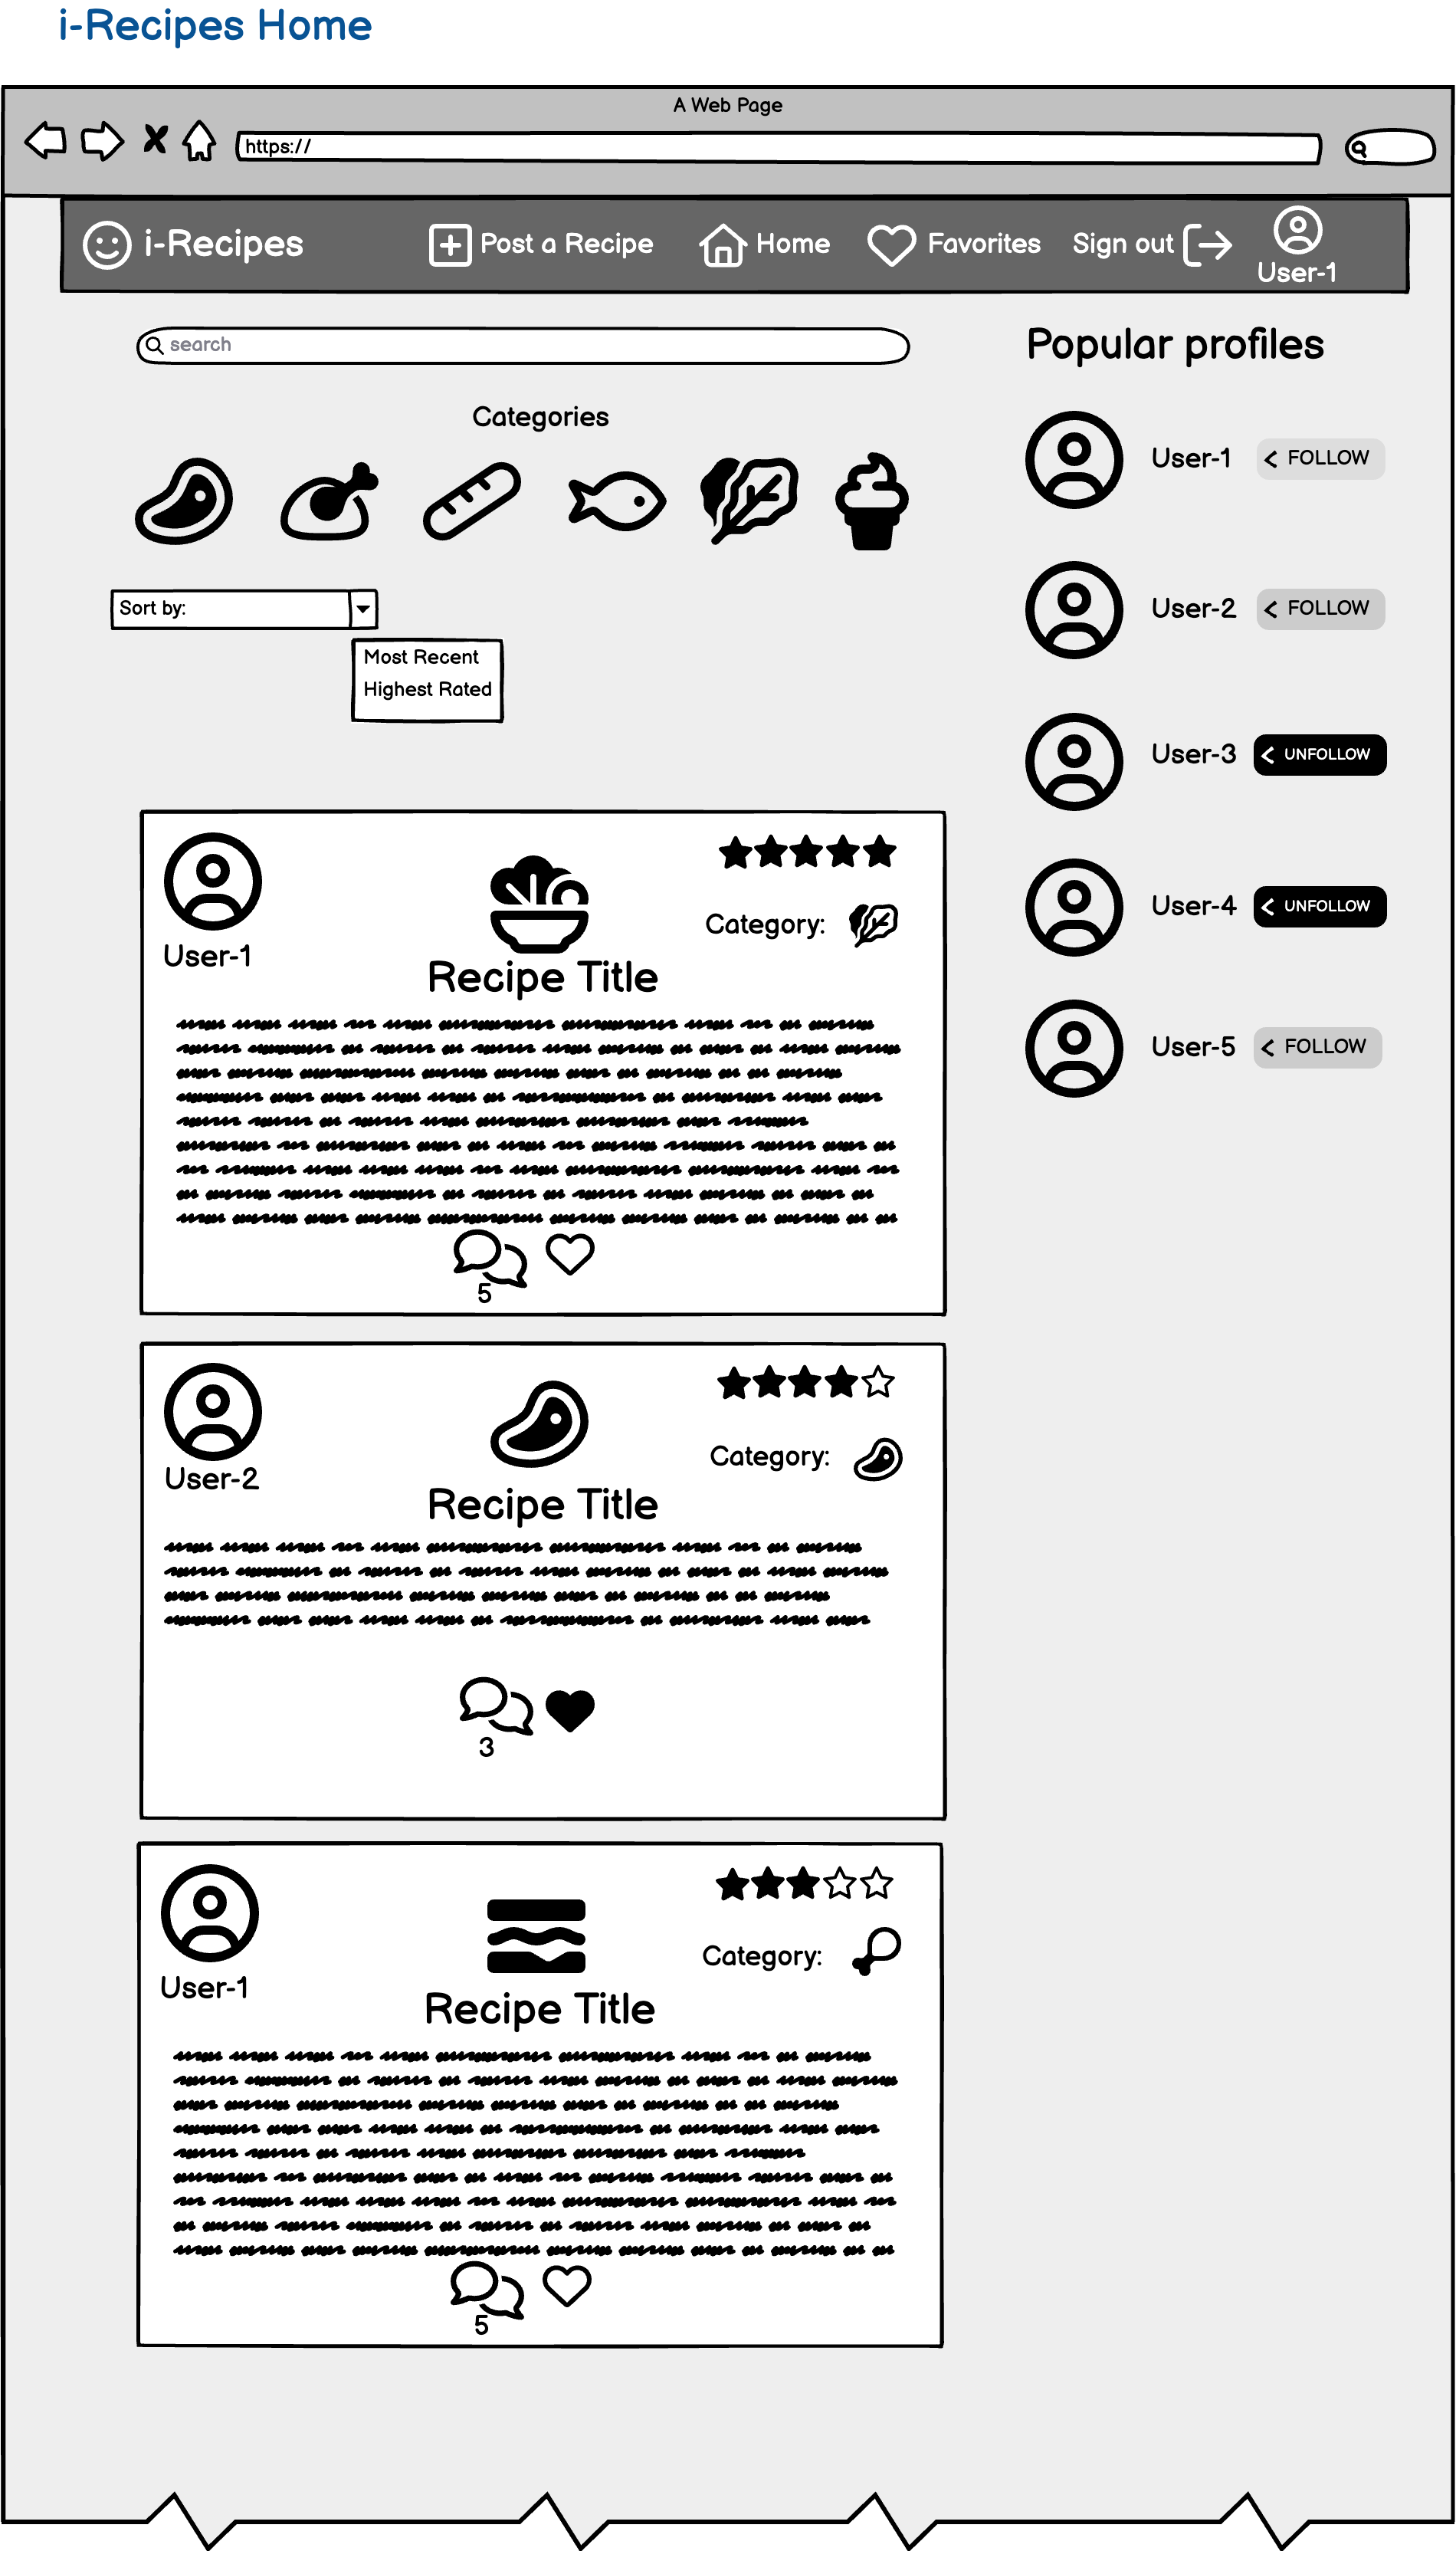 i-Recipes Home
A Web Page
https://
i-Recipes
Post a Recipe
Home
Favorites
Sign out
User-1
search
Categories
Sort by:
Most Recent
Highest Rated
Popular profiles
User-1
FOLLOW
User-2
FOLLOW
User-3
UNFOLLOW
User-4
UNFOLLOW
User-5
FOLLOW
User-1
Category:
Recipe Title
5
User-2
Category:
Recipe Title
3
User-1
Category:
Recipe Title
5